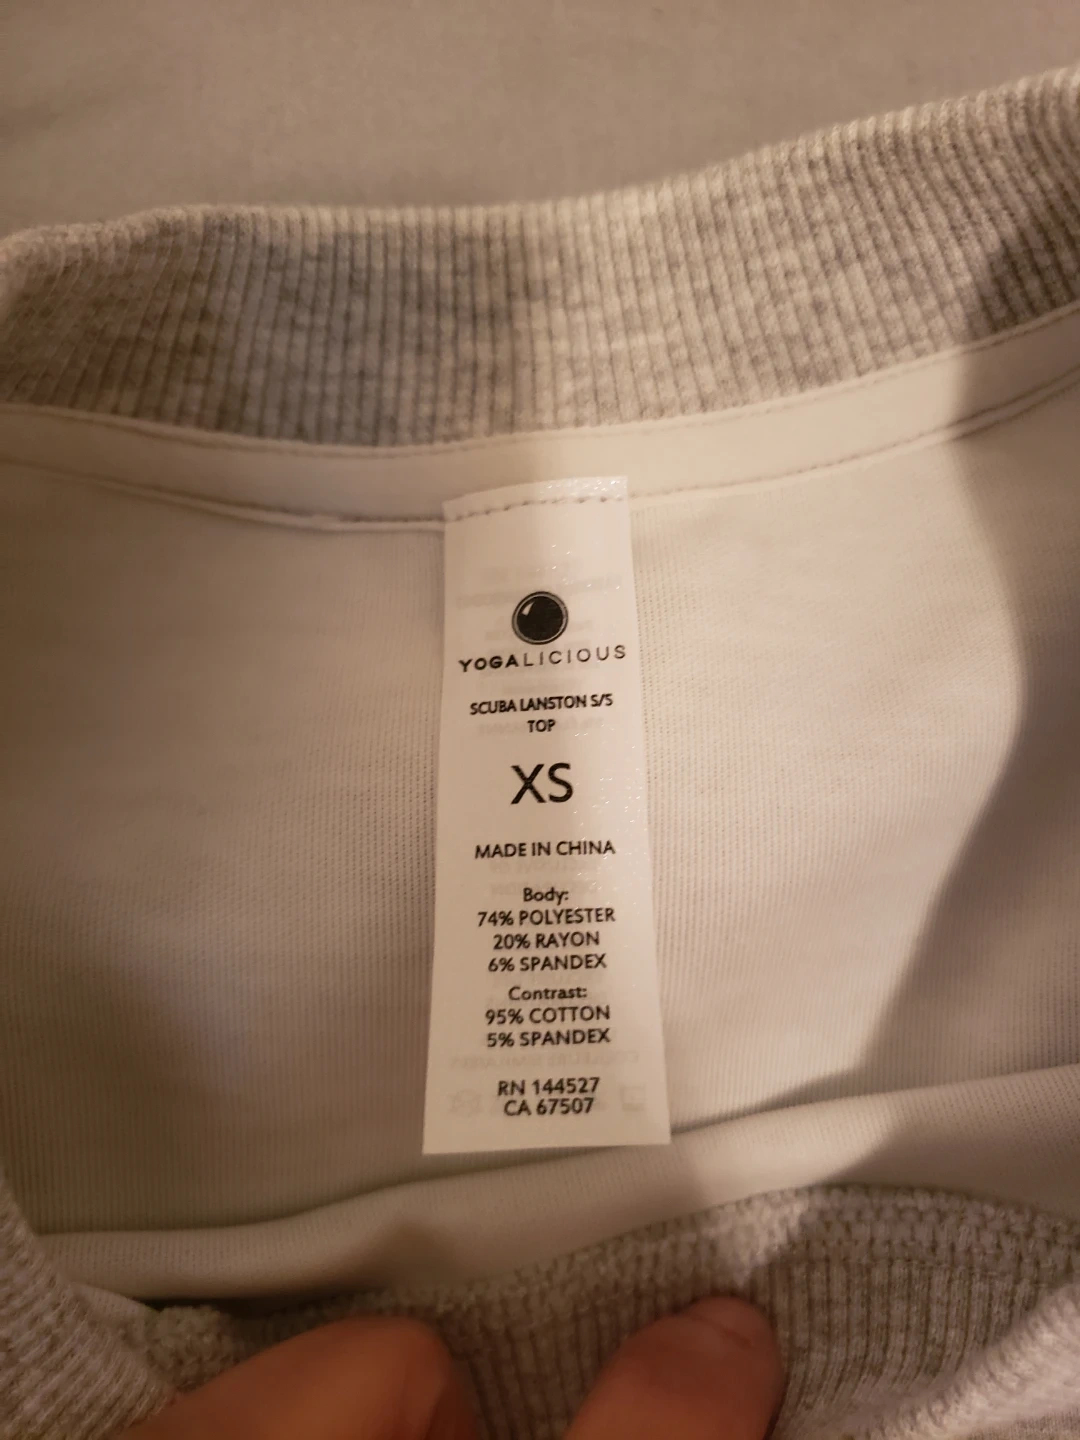 YOGALICIOUS
SCUBA LANSTON S/S
TOP
XS
MADE IN CHINA
Body:
74% POLYESTER
20% RAYON
6% SPANDEX
Contrast:
95% COTTON
5% SPANDEX
RN 144527
CA 67507